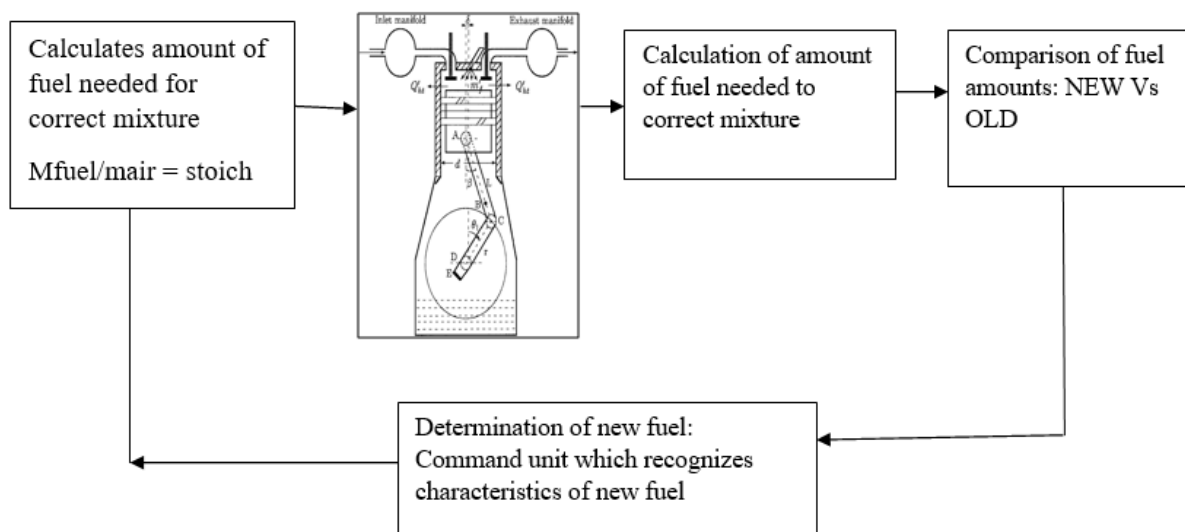 Calculates amount of
fuel needed for
correct mixture
Mfuel/mair = stoich
Inlet manifold
Exhaust manifold
A
d
L
B
C
θ
D
r
E
Calculation of amount
of fuel needed to
correct mixture
Comparison of fuel
amounts: NEW Vs
OLD
Determination of new fuel:
Command unit which recognizes
characteristics of new fuel